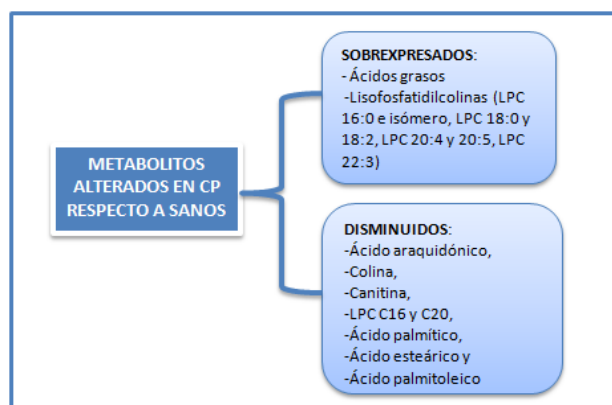 METABOLITOS
ALTERADOS EN CP
RESPECTO A SANOS
SOBREXPRESADOS:
- Ácidos grasos
-Lisofosfatidilcolinas (LPC
16:0 e isómero, LPC 18:0 y
18:2, LPC 20:4 y 20:5, LPC
22:3)
DISMINUIDOS:
-Ácido araquidónico,
-Colina,
-Canitina,
-LPC C16 y C20,
-Ácido palmítico,
-Ácido esteárico y
-Ácido palmitoleico